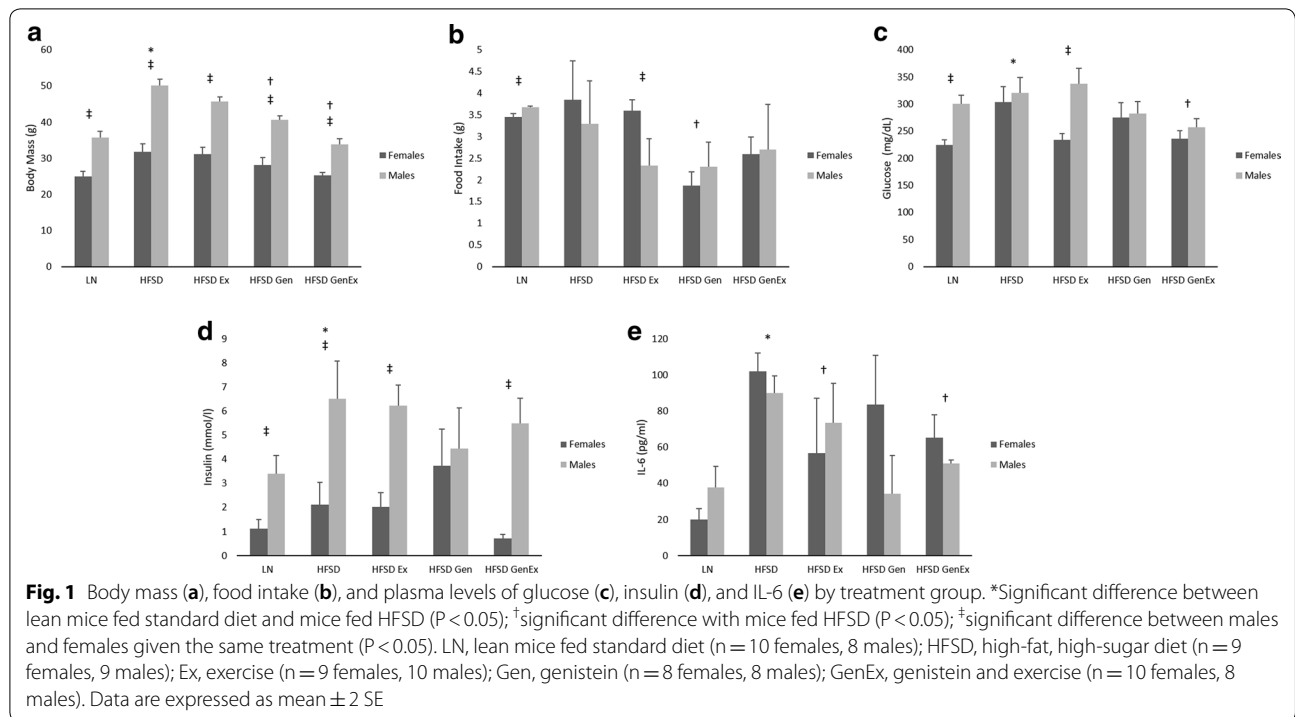 a
60
50
40
30
20
10
0
Body Mass (g)
‡
*
‡
‡
†
‡
†
‡
LN HFSD HFSD Ex HFSD Gen HFSD GenEx
Females
Males
b
5
4.5
4
3.5
3
2.5
2
1.5
1
0.5
0
Food Intake (g)
‡
‡
†
LN HFSD HFSD Ex HFSD Gen HFSD GenEx
Females
Males
c
400
350
300
250
200
150
100
50
0
Glucose (mg/dL)
‡
*
‡
†
LN HFSD HFSD Ex HFSD Gen HFSD GenEx
Females
Males
d
9
8
7
6
5
4
3
2
1
0
Insulin (mmol/l)
‡
*
‡
‡
‡
LN HFSD HFSD Ex HFSD Gen HFSD GenEx
Females
Males
e
120
100
80
60
40
20
0
IL-6 (pg/ml)
*
†
†
LN HFSD HFSD Ex HFSD Gen HFSD GenEx
Females
Males
Fig. 1 Body mass (a), food intake (b), and plasma levels of glucose (c), insulin (d), and IL-6 (e) by treatment group. *Significant difference between
lean mice fed standard diet and mice fed HFSD (P < 0.05); †significant difference with mice fed HFSD (P < 0.05); ‡significant difference between males
and females given the same treatment (P < 0.05). LN, lean mice fed standard diet (n = 10 females, 8 males); HFSD, high-fat, high-sugar diet (n = 9
females, 9 males); Ex, exercise (n = 9 females, 10 males); Gen, genistein (n = 8 females, 8 males); GenEx, genistein and exercise (n = 10 females, 8
males). Data are expressed as mean ± 2 SE